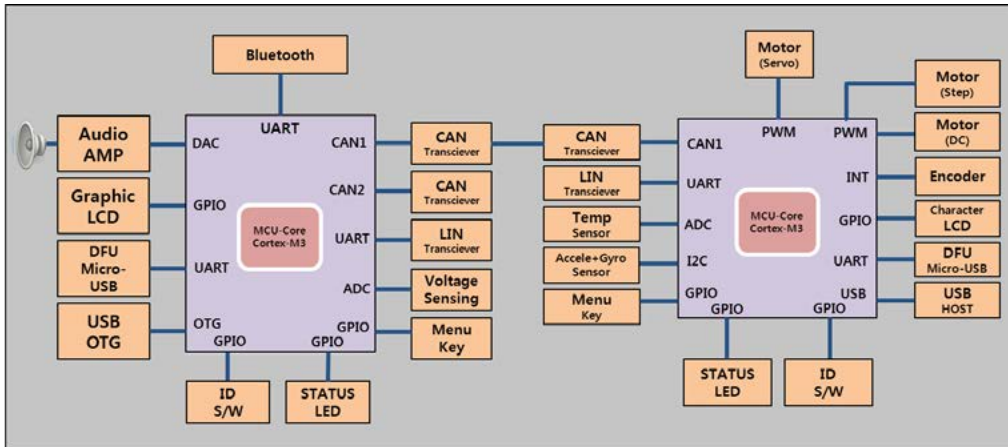 Bluetooth
UART
Audio
AMP
DAC
Graphic
LCD
GPIO
DFU
Micro-
USB
UART
USB
OTG
OTG
MCU-Core
Cortex-M3
CAN1
CAN
Transciever
CAN2
CAN
Transciever
UART
LIN
Transciever
ADC
Voltage
Sensing
GPIO
Menu
Key
GPIO
ID
S/W
GPIO
STATUS
LED
Motor
(Servo)
PWM
Motor
(Step)
PWM
Motor
(DC)
CAN
Transciever
CAN1
LIN
Transciever
UART
Temp
Sensor
ADC
Accele+Gyro
Sensor
I2C
Menu
Key
GPIO
MCU-Core
Cortex-M3
INT
Encoder
GPIO
Character
LCD
UART
DFU
Micro-USB
USB
USB
HOST
GPIO
STATUS
LED
GPIO
ID
S/W